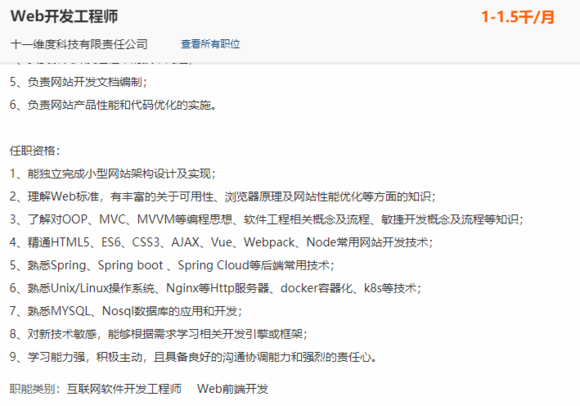 Web开发工程师
1-1.5千/月
十一维度科技有限责任公司 查看所有职位
5、负责网站开发文档编制；
6、负责网站产品性能和代码优化的实施。
任职资格：
1、能独立完成小型网站架构设计及实现；
2、理解Web标准，有丰富的关于可用性、浏览器原理及网站性能优化等方面的知识；
3、了解对OOP、MVC、MVVM等编程思想、软件工程相关概念及流程、敏捷开发概念及流程等知识；
4、精通HTML5、ES6、CSS3、AJAX、Vue、Webpack、Node常用网站开发技术；
5、熟悉Spring、Spring boot 、Spring Cloud等后端常用技术；
6、熟悉Unix/Linux操作系统、Nginx等Http服务器、docker容器化、k8s等技术；
7、熟悉MYSQL、Nosql数据库的应用和开发；
8、对新技术敏感，能够根据需求学习相关开发引擎或框架；
9、学习能力强，积极主动，且具备良好的沟通协调能力和强烈的责任心。
职能类别：互联网软件开发工程师 Web前端开发